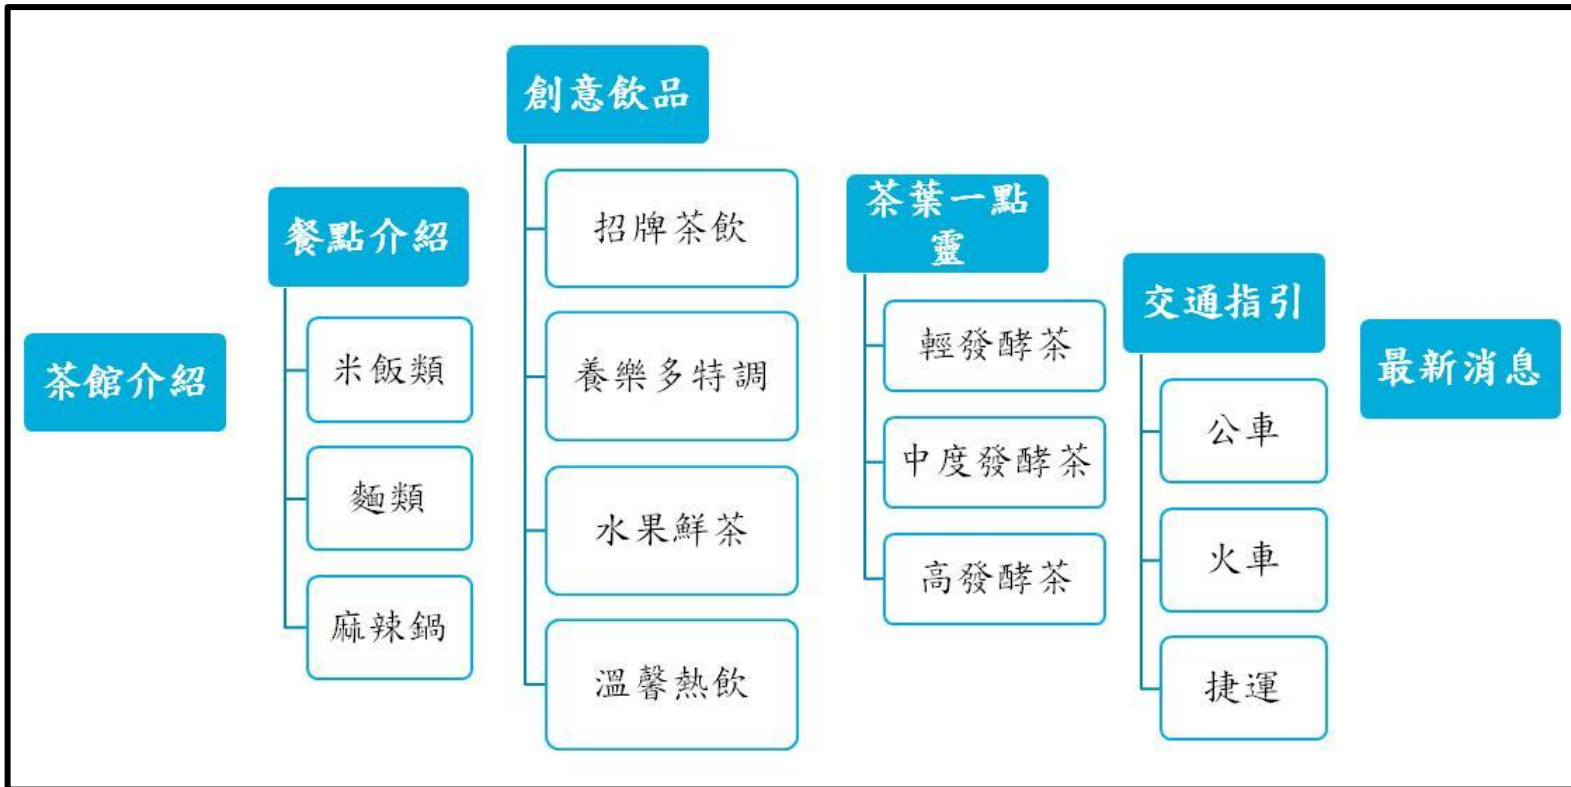 茶館介紹
餐點介紹
米飯類
麵類
麻辣鍋
創意飲品
招牌茶飲
養樂多特調
水果鮮茶
溫馨熱飲
茶葉一點
靈
輕發酵茶
中度發酵茶
高發酵茶
交通指引
公車
火車
捷運
最新消息